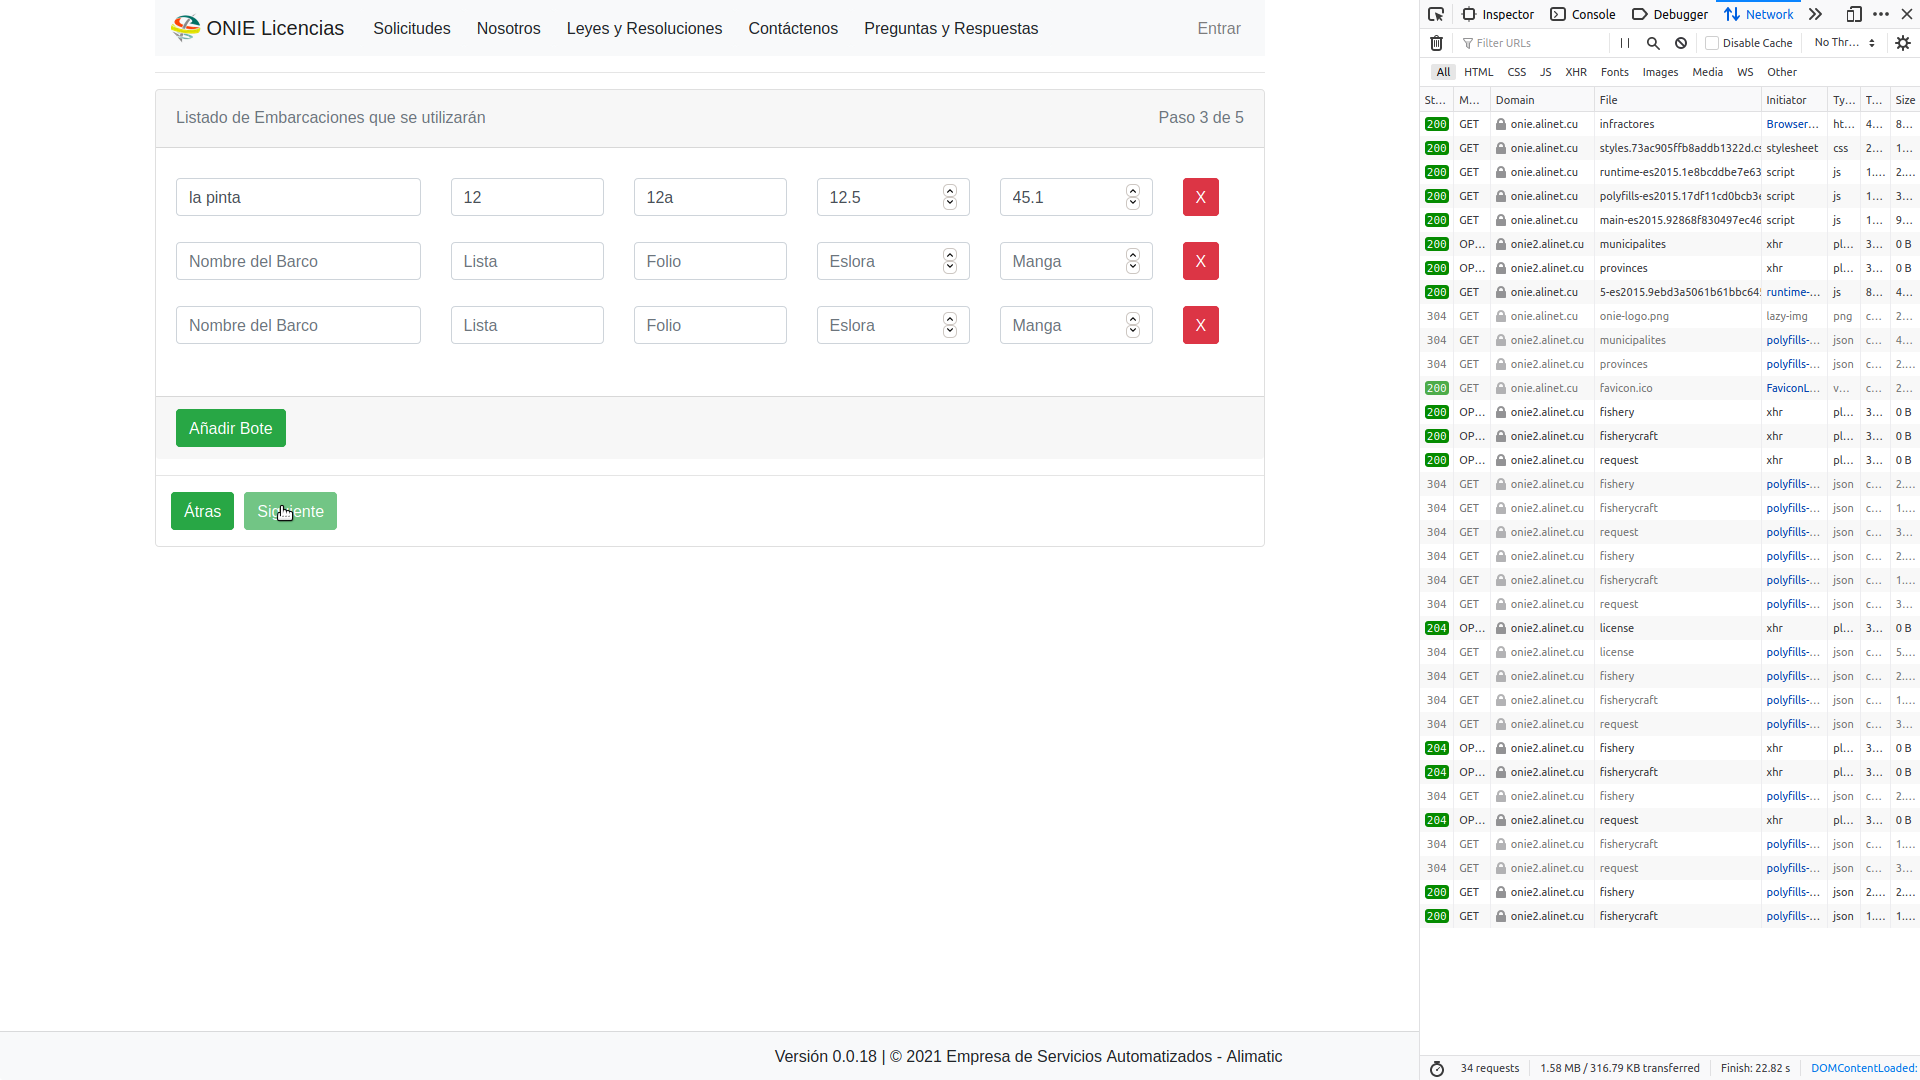 ONIE Licencias Solicitudes Nosotros Leyes y Resoluciones Contáctenos Preguntas y Respuestas Entrar
Listado de Embarcaciones que se utilizarán Paso 3 de 5
la pinta 12 12a 12.5 45.1 X
Nombre del Barco Lista Folio Eslora Manga X
Nombre del Barco Lista Folio Eslora Manga X
Añadir Bote
Átras
Versión 0.0.18 | © 2021 Empresa de Servicios Automatizados - Alimatic
Inspector Console Debugger Network
Filter URLs Disable Cache No Thr...
All HTML CSS JS XHR Fonts Images Media WS Other
St... M... Domain File Initiator Ty... T... Size
200 GET onie.alinet.cu infractores Browser... ht... 4... 8...
200 GET onie.alinet.cu styles.73ac905ffb8addb1322d.cs stylesheet css 2... 1...
200 GET onie.alinet.cu runtime-es2015.1e8bcddbe7e63 script js 1.... 2...
200 GET onie.alinet.cu polyfills-es2015.17df11cd0bcb3e script js 1... 3...
200 GET onie.alinet.cu main-es2015.92868f830497ec46 script js 1... 9...
200 OP... onie2.alinet.cu municipalites xhr pl... 3... 0 B
200 OP... onie2.alinet.cu provinces xhr pl... 3... 0 B
200 GET onie.alinet.cu 5-es2015.9ebd3a5061b61bbc645 runtime-... js 8... 4...
304 GET onie.alinet.cu onie-logo.png lazy-img png c... 2...
304 GET onie2.alinet.cu municipalites polyfills-... json c... 4...
304 GET onie2.alinet.cu provinces polyfills-... json c... 2....
200 GET onie.alinet.cu favicon.ico FaviconL... v... c... 2...
200 OP... onie2.alinet.cu fishery xhr pl... 3... 0 B
200 OP... onie2.alinet.cu fisherycraft xhr pl... 3... 0 B
200 OP... onie2.alinet.cu request xhr pl... 3... 0 B
304 GET onie2.alinet.cu fishery polyfills-... json c... 2....
304 GET onie2.alinet.cu fisherycraft polyfills-... json c... 1....
304 GET onie2.alinet.cu request polyfills-... json c... 3...
304 GET onie2.alinet.cu fishery polyfills-... json c... 2....
304 GET onie2.alinet.cu fisherycraft polyfills-... json c... 1....
304 GET onie2.alinet.cu request polyfills-... json c... 3...
204 OP... onie2.alinet.cu license xhr pl... 3... 0 B
304 GET onie2.alinet.cu license polyfills-... json c... 5....
304 GET onie2.alinet.cu fishery polyfills-... json c... 2....
304 GET onie2.alinet.cu fisherycraft polyfills-... json c... 1....
304 GET onie2.alinet.cu request polyfills-... json c... 3...
204 OP... onie2.alinet.cu fishery xhr pl... 3... 0 B
204 OP... onie2.alinet.cu fisherycraft xhr pl... 3... 0 B
304 GET onie2.alinet.cu fishery polyfills-... json c... 2....
204 OP... onie2.alinet.cu request xhr pl... 3... 0 B
304 GET onie2.alinet.cu fisherycraft polyfills-... json c... 1....
304 GET onie2.alinet.cu request polyfills-... json c... 3...
200 GET onie2.alinet.cu fishery polyfills-... json 2.... 2....
200 GET onie2.alinet.cu fisherycraft polyfills-... json 1.... 1....
34 requests 1.58 MB / 316.79 KB transferred Finish: 22.82 s DOMContentLoaded: